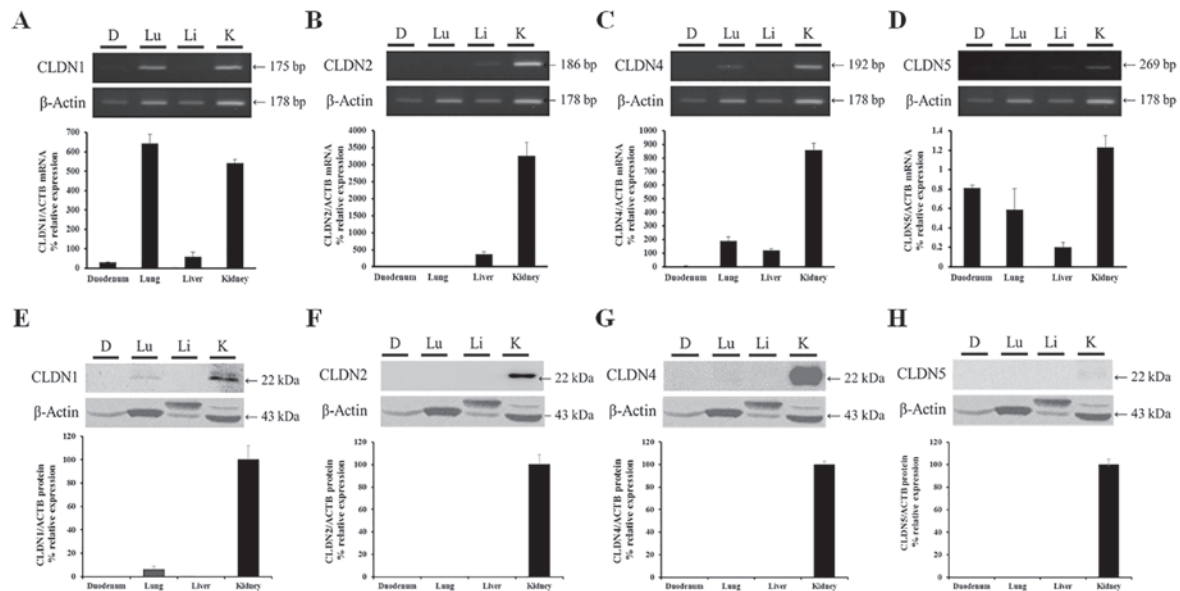 A
D Lu Li K
CLDN1 ← 175 bp
β-Actin ← 178 bp
CLDN1/ACTB mRNA
% relative expression
700
600
500
400
300
200
100
0
Duodenum Lung Liver Kidney
B
D Lu Li K
CLDN2 ← 186 bp
β-Actin ← 178 bp
CLDN2/ACTB mRNA
% relative expression
4000
3500
3000
2500
2000
1500
1000
500
0
Duodenum Lung Liver Kidney
C
D Lu Li K
CLDN4 ← 192 bp
β-Actin ← 178 bp
CLDN4/ACTB mRNA
% relative expression
1000
900
800
700
600
500
400
300
200
100
0
Duodenum Lung Liver Kidney
D
D Lu Li K
CLDN5 ← 269 bp
β-Actin ← 178 bp
CLDN5/ACTB mRNA
% relative expression
1.4
1.2
1
0.8
0.6
0.4
0.2
0
Duodenum Lung Liver Kidney
E
D Lu Li K
CLDN1 ← 22 kDa
β-Actin ← 43 kDa
CLDN1/ACTB protein
% relative expression
120
100
80
60
40
20
0
Duodenum Lung Liver Kidney
F
D Lu Li K
CLDN2 ← 22 kDa
β-Actin ← 43 kDa
CLDN2/ACTB protein
% relative expression
120
100
80
60
40
20
0
Duodenum Lung Liver Kidney
G
D Lu Li K
CLDN4 ← 22 kDa
β-Actin ← 43 kDa
CLDN4/ACTB protein
% relative expression
120
100
80
60
40
20
0
Duodenum Lung Liver Kidney
H
D Lu Li K
CLDN5 ← 22 kDa
β-Actin ← 43 kDa
CLDN5/ACTB protein
% relative expression
120
100
80
60
40
20
0
Duodenum Lung Liver Kidney